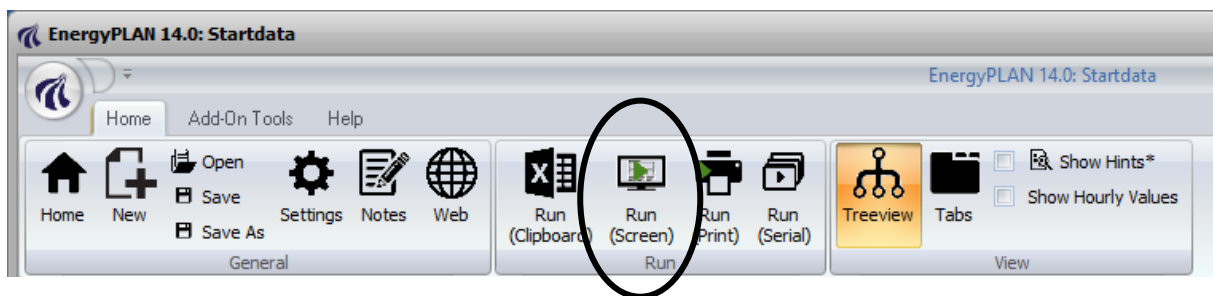 EnergyPLAN 14.0: Startdata
EnergyPLAN 14.0: Startdata
Home Add-On Tools Help
Home
New
Open
Save
Save As
Settings
Notes
Web
General
Run
(Clipboard)
Run
(Screen)
Run
(Print)
Run
(Serial)
Run
Treeview
Tabs
Show Hints*
Show Hourly Values
View